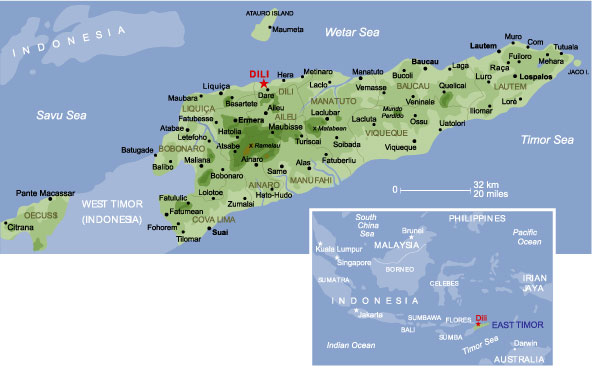 ATAURO ISLAND
Maumeta
INDONESIA
Wetar Sea
Savu Sea
Timor Sea
DILI
Hera
Metinaro
Manatuto
Baucau
Laga
Lautem
Muro
Com
Tutuala
Fuiloro
Mehara
JACO I.
Raça
Lospalos
LAUTEM
Luro
Loré
Iliomar
Bucoli
BAUCAU
Quelicai
Vemasse
Veninale
Mundo
Perdido
Ossu
Uatolori
VIQUEQUE
Viqueque
Lacluta
Laclo
MANATUTO
Laclubar
x Matabean
Soibada
Fatuberliu
Liquiça
Dare
DILI
Maubara
Basartete
LIQUIÇA
Aileu
AILEU
Fatubesse
Ermera
Maubisse
Turiscai
Atabae
Letefoho
Hatolia
Atsabe
x Ramelau
BOBONARO
Batugade
Balibo
Maliana
Bobonaro
Ainaro
Same
Alas
MANUFAHI
AINARO
Hato-Hudo
Lolotoe
Zumalai
Fatululic
Fatumean
COVA LIMA
Fohorem
Tilomar
Suai
Pante Macassar
OECUSS
Citrana
WEST TIMOR
(INDONESIA)
0
32 km
20 miles
South
China
Sea
PHILIPPINES
Brunei
MALAYSIA
Kuala Lumpur
Singapore
Pacific
Ocean
SUMATRA
BORNEO
CELEBES
IRIAN
JAYA
INDONESIA
Jakarta
SUMBAWA
FLORES
Dili
EAST TIMOR
BALI
SUMBA
Timor Sea
Indian Ocean
Darwin
AUSTRALIA